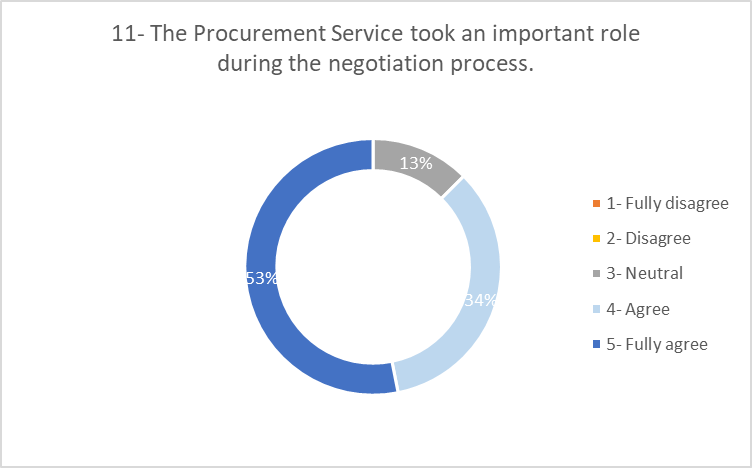 11- The Procurement Service took an important role
during the negotiation process.
13%
53%
34%
1- Fully disagree
2- Disagree
3- Neutral
4- Agree
5- Fully agree